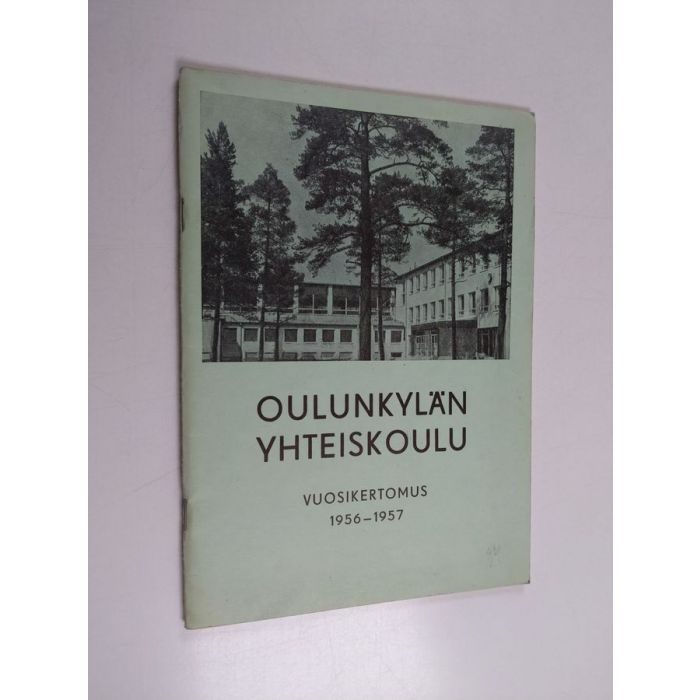 OULUNKYLÄN
YHTEISKOULU
VUOSIKERTOMUS
1956–1957